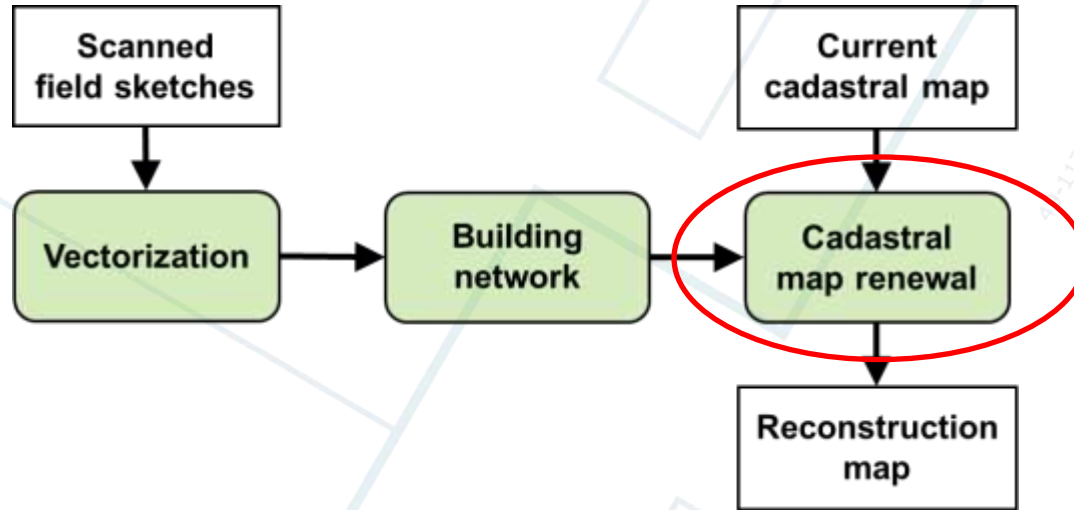 Scanned
field sketches
Current
cadastral map
Vectorization
Building
network
Cadastral
map renewal
Reconstruction
map